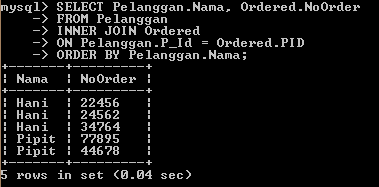 mysql> SELECT Pelanggan.Nama, Ordered.NoOrder
    -> FROM Pelanggan
    -> INNER JOIN Ordered
    -> ON Pelanggan.P_Id = Ordered.PID
    -> ORDER BY Pelanggan.Nama;
+-------+---------+
| Nama  | NoOrder |
+-------+---------+
| Hani  | 22456   |
| Hani  | 24562   |
| Hani  | 34764   |
| Pipit | 77895   |
| Pipit | 44678   |
+-------+---------+
5 rows in set (0.04 sec)